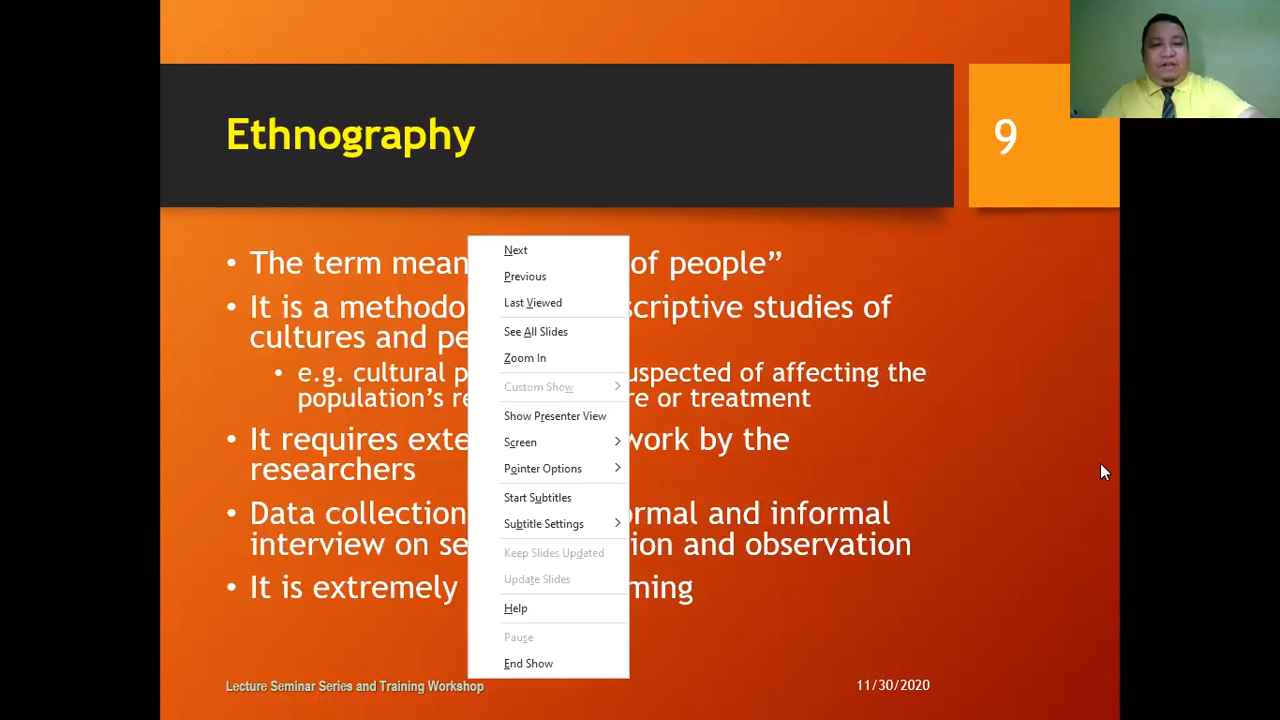 Ethnography
9
• The term mean of people”
• It is a methodo scriptive studies of
cultures and pe
• e.g. cultural p uspected of affecting the
population’s re re or treatment
• It requires exte work by the
researchers
• Data collection ormal and informal
interview on se ion and observation
• It is extremely ming
Next
Previous
Last Viewed
See All Slides
Zoom In
Custom Show
Show Presenter View
Screen
Pointer Options
Start Subtitles
Subtitle Settings
Keep Slides Updated
Update Slides
Help
Pause
End Show
Lecture Seminar Series and Training Workshop
11/30/2020